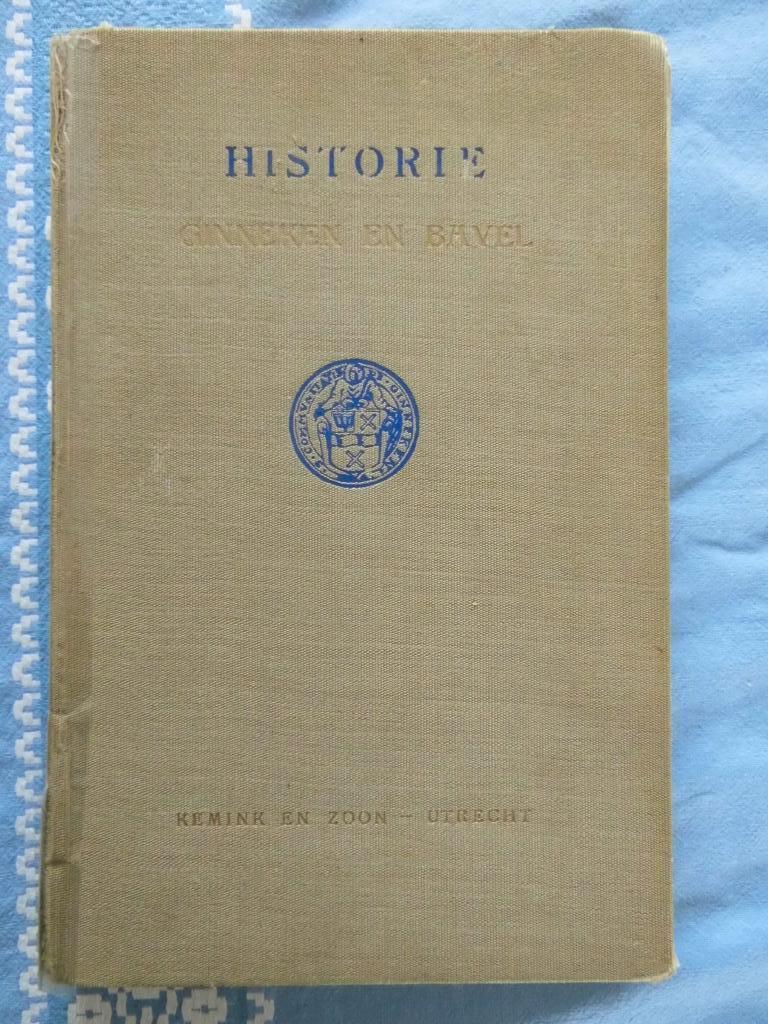 HISTORIE
GINNEKEN EN BAVEL
KEMINK EN ZOON – UTRECHT